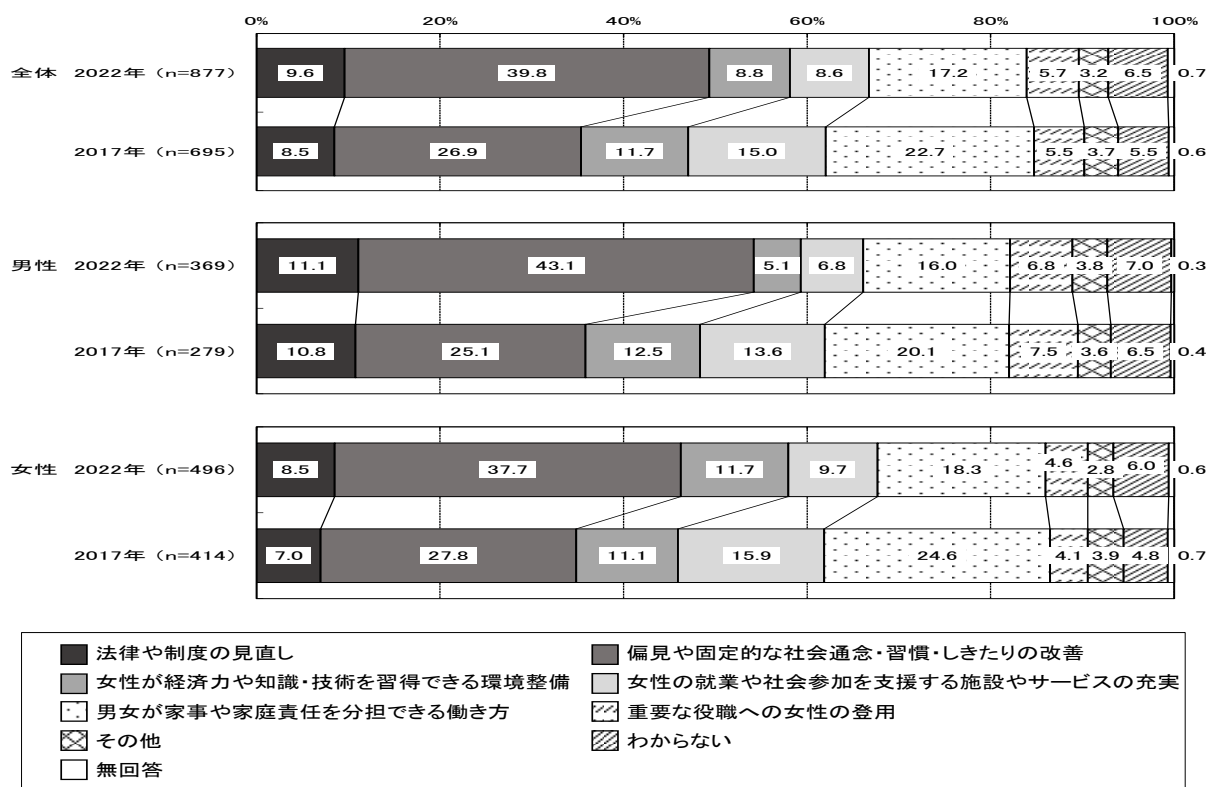 0% 20% 40% 60% 80% 100%
全体 2022年 (n=877) 9.6 39.8 8.8 8.6 17.2 5.7 3.2 6.5 0.7
2017年 (n=695) 8.5 26.9 11.7 15.0 22.7 5.5 3.7 5.5 0.6
男性 2022年 (n=369) 11.1 43.1 5.1 6.8 16.0 6.8 3.8 7.0 0.3
2017年 (n=279) 10.8 25.1 12.5 13.6 20.1 7.5 3.6 6.5 0.4
女性 2022年 (n=496) 8.5 37.7 11.7 9.7 18.3 4.6 2.8 6.0 0.6
2017年 (n=414) 7.0 27.8 11.1 15.9 24.6 4.1 3.9 4.8 0.7
法律や制度の見直し 偏見や固定的な社会通念・習慣・しきたりの改善
女性が経済力や知識・技術を習得できる環境整備 女性の就業や社会参加を支援する施設やサービスの充実
男女が家事や家庭責任を分担できる働き方 重要な役職への女性の登用
その他 わからない
無回答